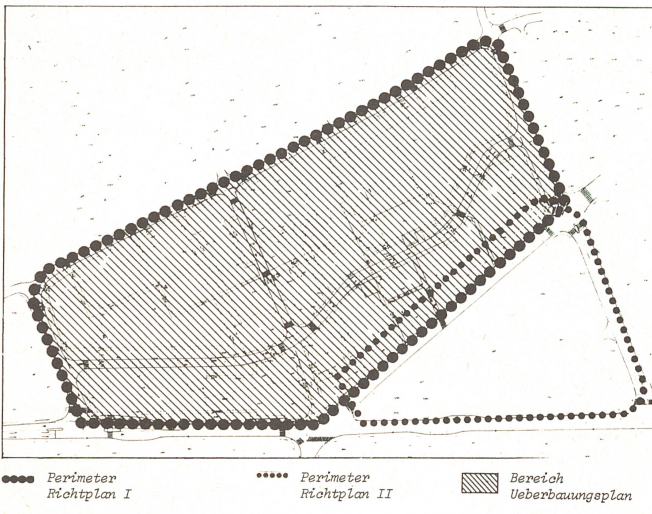 Perimeter
Richtplan I
Perimeter
Richtplan II
Bereich
Ueberbauungsplan